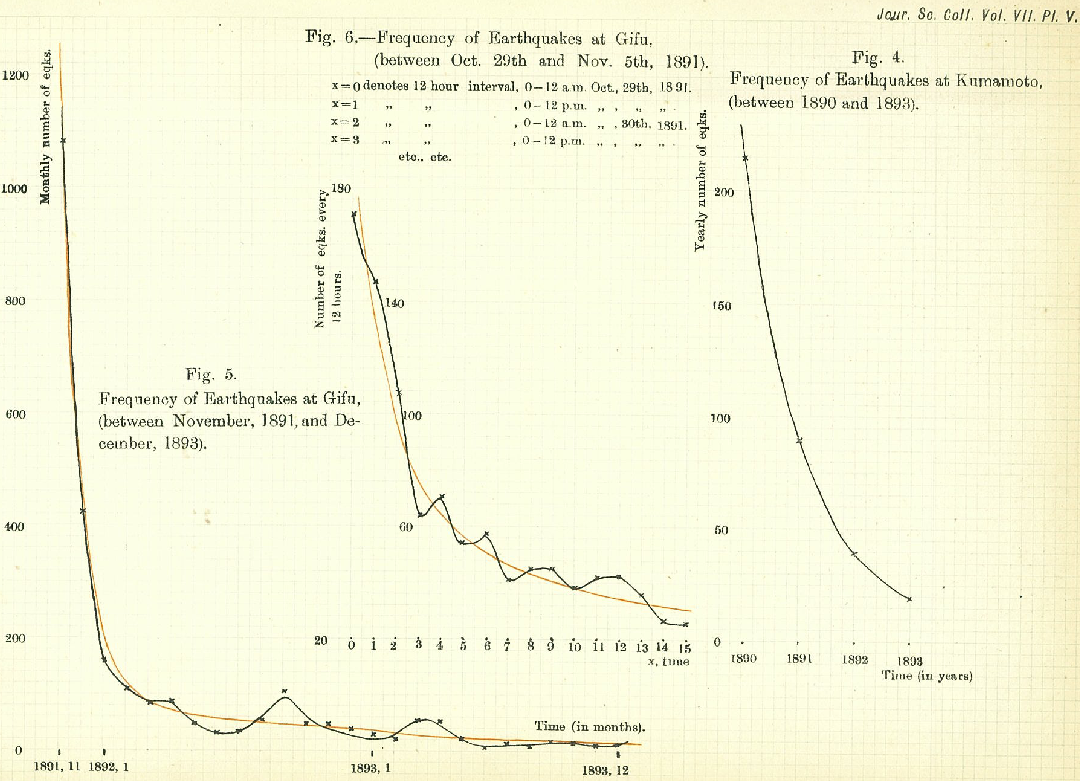 Jour. Sc. Coll. Vol. VII. Pl. V.
Fig. 6.—Frequency of Earthquakes at Gifu,
(between Oct. 29th and Nov. 5th, 1891).
x=0 denotes 12 hour interval, 0–12 a.m. Oct., 29th, 1891.
x=1 „ „ , 0–12 p.m. „ , „ „ .
x=2 „ „ , 0–12 a.m. „ , 30th, 1891.
x=3 „ „ , 0–12 p.m. „ , „ „ .
etc., etc.
Fig. 4.
Frequency of Earthquakes at Kumamoto,
(between 1890 and 1893).
Monthly number of eqks.
1200
1000
800
600
400
200
0
Fig. 5.
Frequency of Earthquakes at Gifu,
(between November, 1891, and De-
cember, 1893).
Time (in months).
1891, 11 1892, 1 1893, 1 1893, 12
Number of eqks. every
12 hours.
180
140
100
60
20
0 1 2 3 4 5 6 7 8 9 10 11 12 13 14 15
x, time
Yearly number of eqks.
200
150
100
50
0
1890 1891 1892 1893
Time (in years)